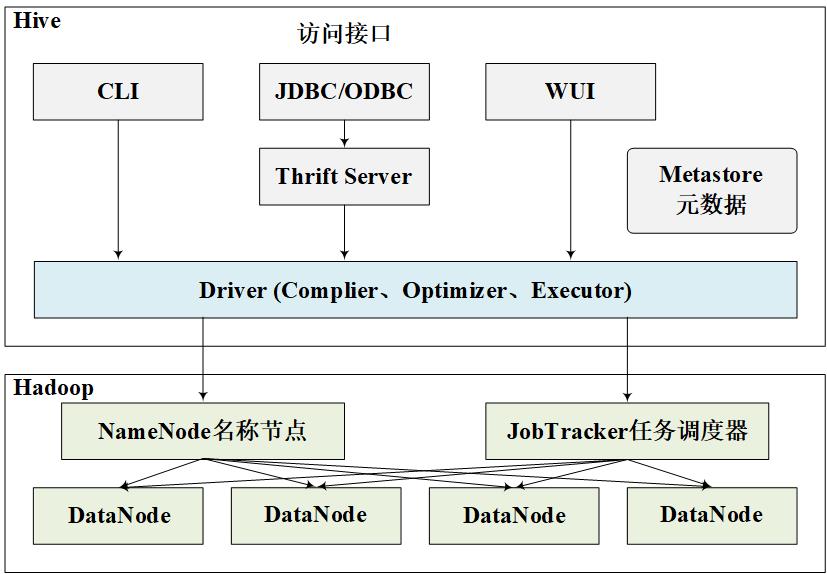 Hive
访问接口
CLI
JDBC/ODBC
WUI
Thrift Server
Metastore
元数据
Driver (Complier、Optimizer、Executor)
Hadoop
NameNode名称节点
JobTracker任务调度器
DataNode
DataNode
DataNode
DataNode